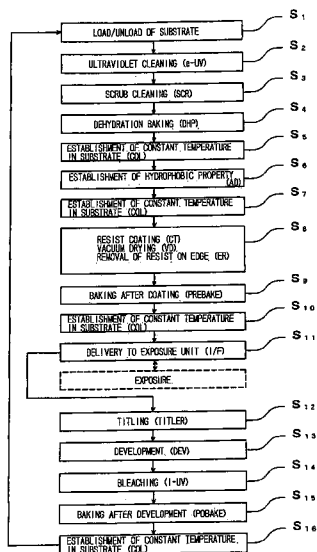 S1
LOAD/UNLOAD OF SUBSTRATE
S2
ULTRAVIOLET CLEANING (e-UV)
S3
SCRUB CLEANING (SCR)
S4
DEHYDRATION BAKING (DHP)
S5
ESTABLISHMENT OF CONSTANT TEMPERATURE
IN SUBSTRATE (COL)
S6
ESTABLISHMENT OF HYDROPHOBIC PROPERTY
(AD)
S7
ESTABLISHMENT OF CONSTANT TEMPERATURE
IN SUBSTRATE (COL)
S8
RESIST COATING (CT)
VACUUM DRYING (VD)
REMOVAL OF RESIST ON EDGE (ER)
S9
BAKING AFTER COATING (PREBAKE)
S10
ESTABLISHMENT OF CONSTANT TEMPERATURE
IN SUBSTRATE (COL)
S11
DELIVERY TO EXPOSURE UNIT (I/F)
EXPOSURE
S12
TITLING (TITLER)
S13
DEVELOPMENT (DEV)
S14
BLEACHING (I-UV)
S15
BAKING AFTER DEVELOPMENT (POBAKE)
S16
ESTABLISHMENT OF CONSTANT TEMPERATURE
IN SUBSTRATE (COL)